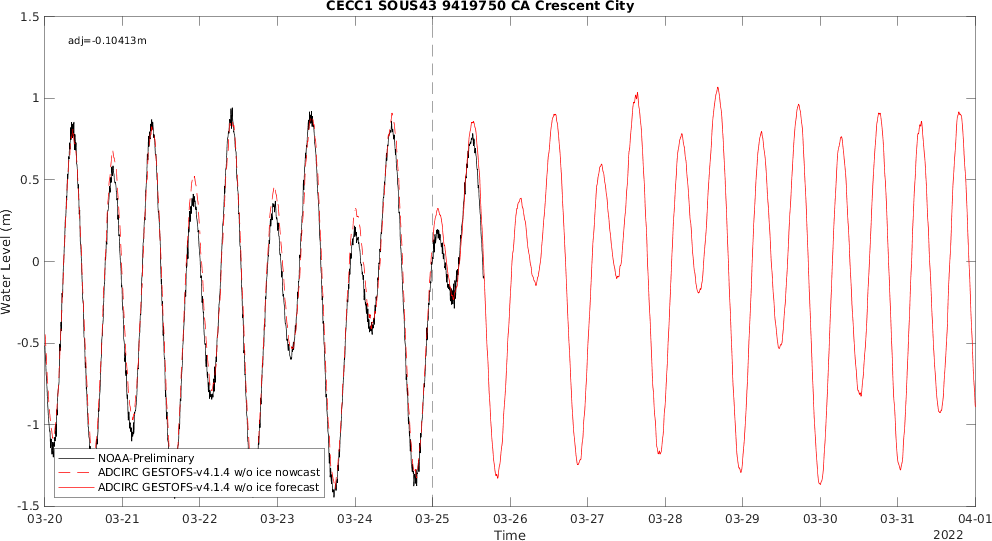 CECC1 SOUS43 9419750 CA Crescent City
adj=-0.10413m
1.5
1
0.5
0
-0.5
-1
-1.5
Water Level (m)
NOAA-Preliminary
ADCIRC GESTOFS-v4.1.4 w/o ice nowcast
ADCIRC GESTOFS-v4.1.4 w/o ice forecast
03-20 03-21 03-22 03-23 03-24 03-25 03-26 03-27 03-28 03-29 03-30 03-31 04-01
Time
2022